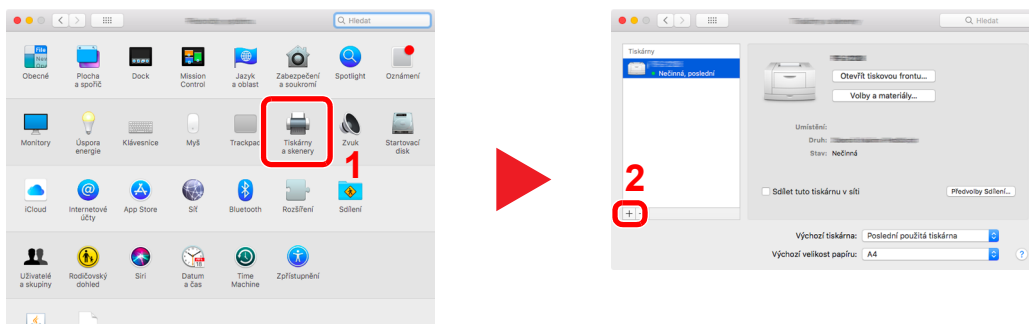 Hledat
Obecné
Plocha
a spořič
Dock
Mission
Control
Jazyk
a oblast
Zabezpečení
a soukromí
Spotlight
Oznámení
Monitory
Úspora
energie
Klávesnice
Myš
Trackpad
Tiskárny
a skenery
Zvuk
Startovací
disk
1
iCloud
Internetové
účty
App Store
Síť
Bluetooth
Rozšíření
Sdílení
Uživatelé
a skupiny
Rodičovský
dohled
Siri
Datum
a čas
Time
Machine
Zpřístupnění
Hledat
Tiskárny
Nečinná, poslední
Otevřít tiskovou frontu...
Volby a materiály...
Umístění:
Druh:
Stav: Nečinná
2
Sdílet tuto tiskárnu v síti
Předvolby Sdílení...
+ -
Výchozí tiskárna: Poslední použitá tiskárna
Výchozí velikost papíru: A4
?